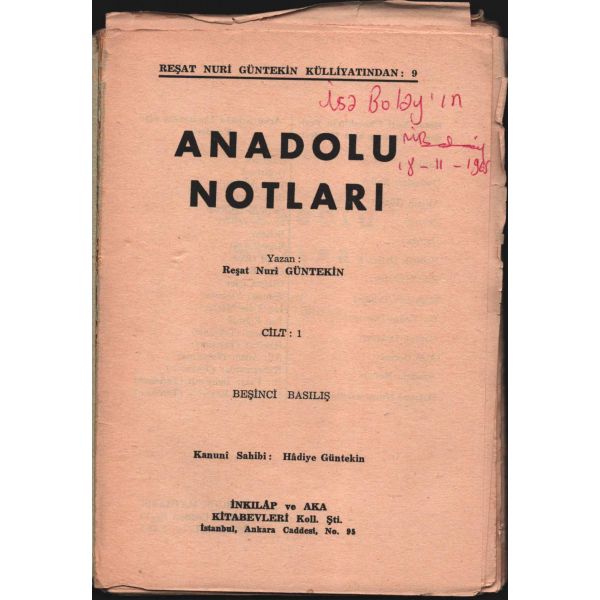 REŞAT NURİ GÜNTEKİN KÜLLİYATINDAN: 9
İsa Bolay'ın
18-11-1965
ANADOLU
NOTLARI
Yazan :
Reşat Nuri GÜNTEKİN
CİLT : 1
BEŞİNCİ BASILIŞ
Kanunî Sahibi : Hâdiye Güntekin
İNKILÂP ve AKA
KİTABEVLERİ Koll. Şti.
İstanbul, Ankara Caddesi, No. 95